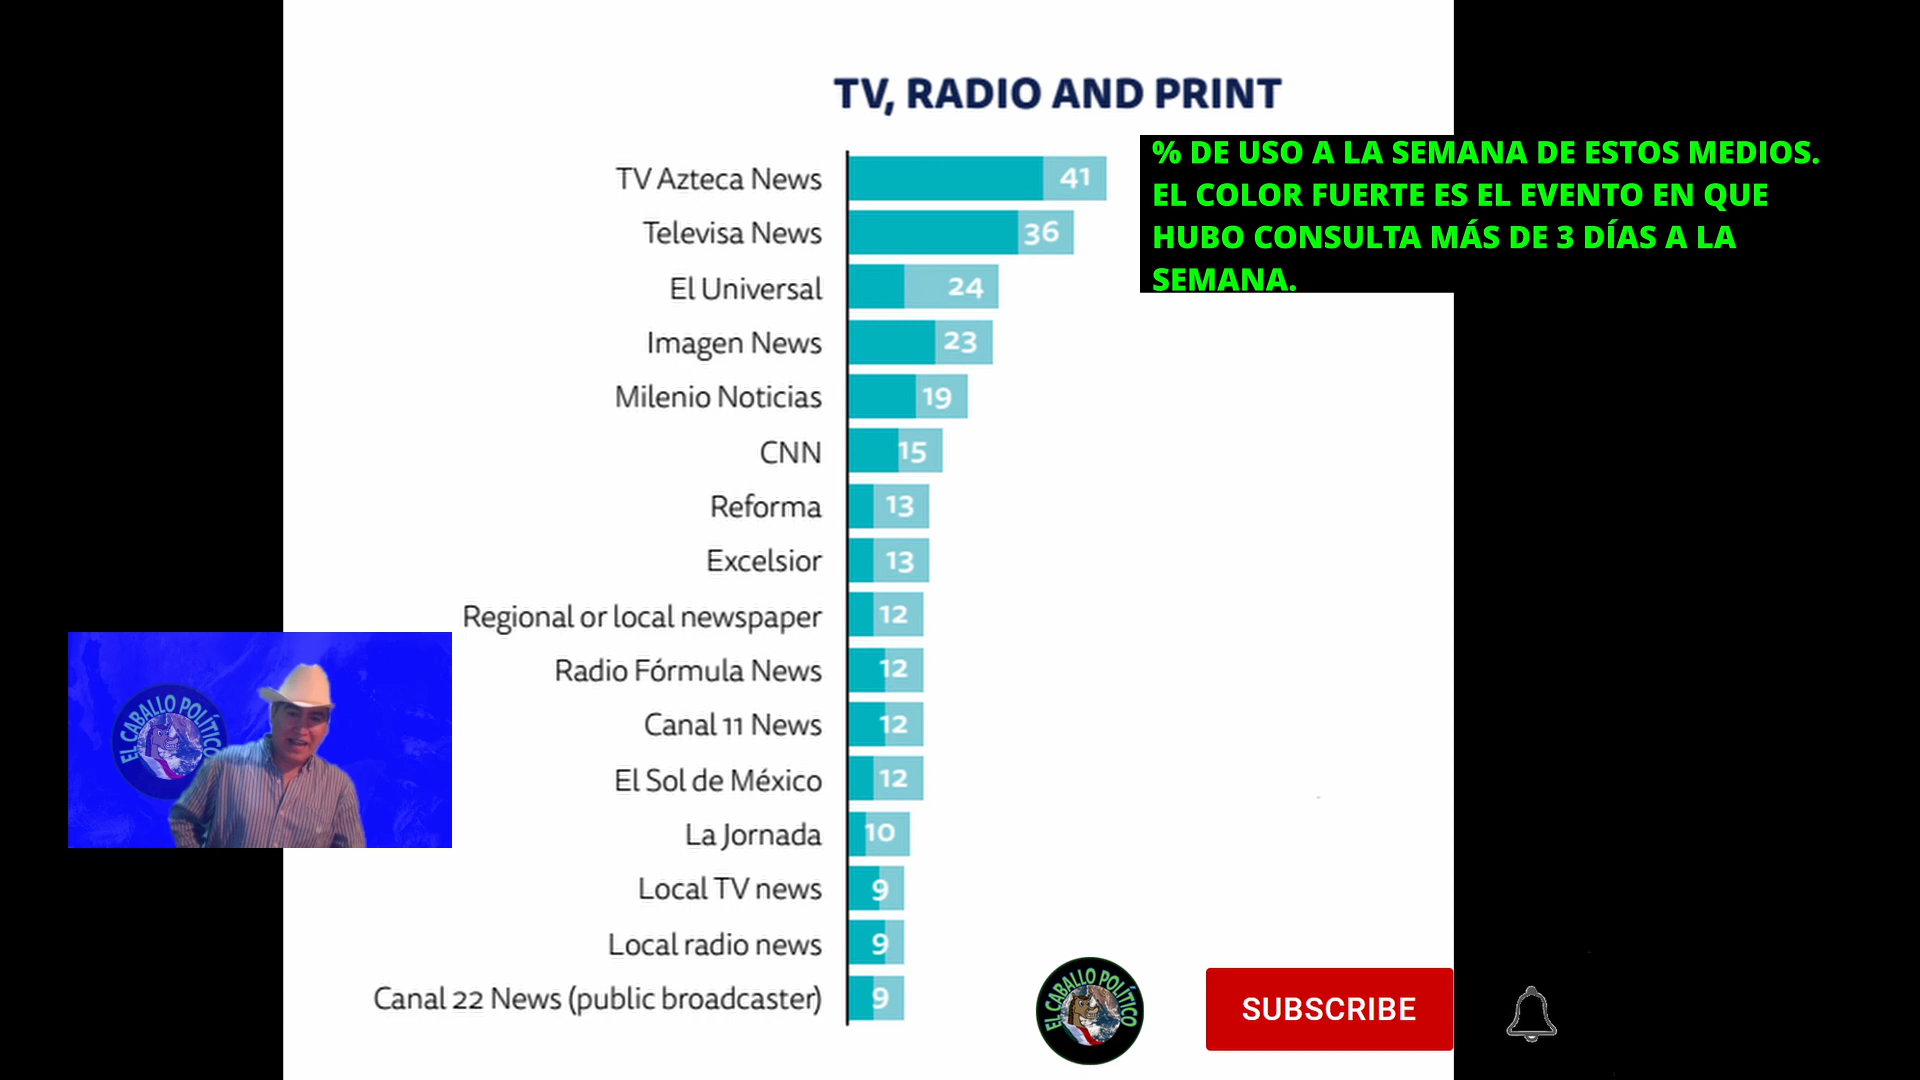 TV, RADIO AND PRINT
% DE USO A LA SEMANA DE ESTOS MEDIOS.
EL COLOR FUERTE ES EL EVENTO EN QUE
HUBO CONSULTA MÁS DE 3 DÍAS A LA
SEMANA.
TV Azteca News 41
Televisa News 36
El Universal 24
Imagen News 23
Milenio Noticias 19
CNN 15
Reforma 13
Excelsior 13
Regional or local newspaper 12
Radio Fórmula News 12
Canal 11 News 12
El Sol de México 12
La Jornada 10
Local TV news 9
Local radio news 9
Canal 22 News (public broadcaster) 9
EL CABALLO POLÍTICO
EL CABALLO POLÍTICO
SUBSCRIBE